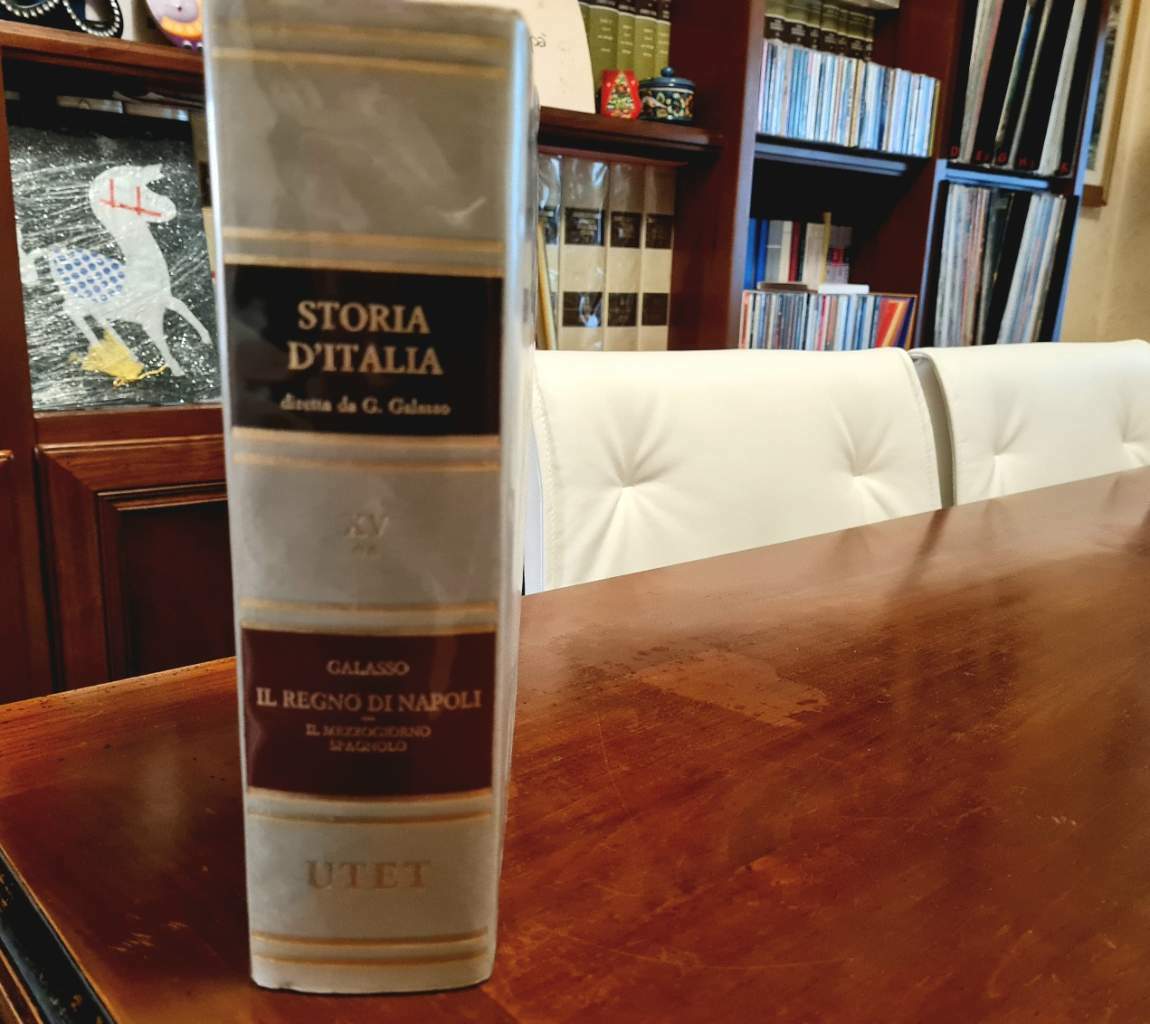 STORIA
D'ITALIA
diretta da G. Galasso
XV
GALASSO
IL REGNO DI NAPOLI
IL MEZZOGIORNO
SPAGNOLO
UTET